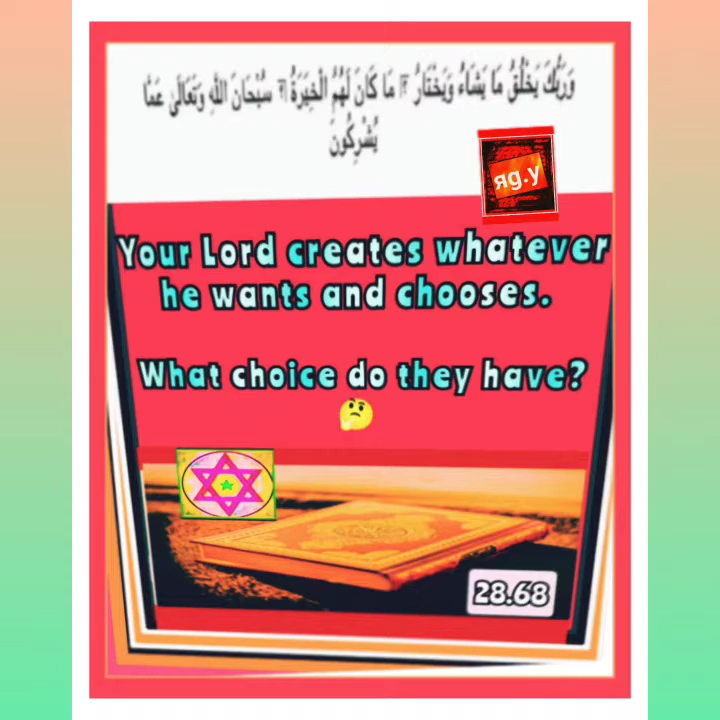 وَرَبُّكَ يَخْلُقُ مَا يَشَاءُ وَيَخْتَارُ ۗ مَا كَانَ لَهُمُ الْخِيَرَةُ ۚ سُبْحَانَ اللَّهِ وَتَعَالَى عَمَّا
يُشْرِكُونَ
ЯG.Y
Your Lord creates whatever
he wants and chooses.
What choice do they have?
🤔
28.68